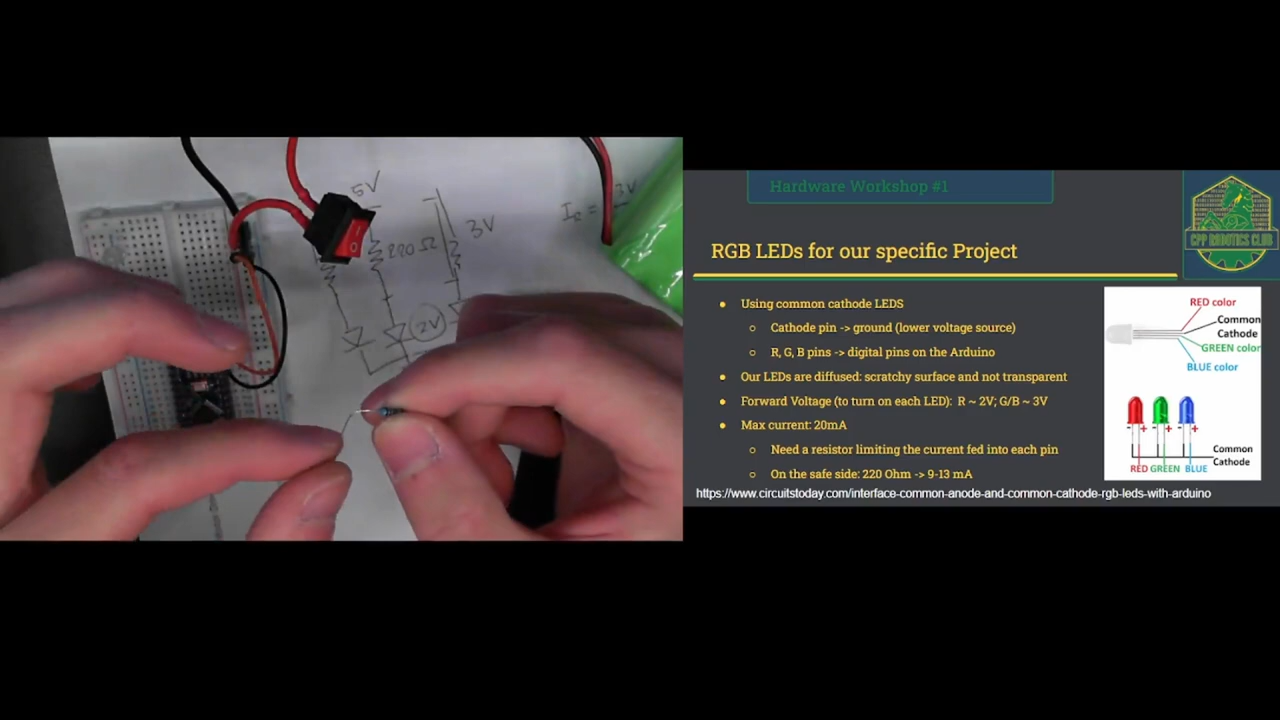 5V
220 Ω
3V
2V
3V
I
=
O
Hardware Workshop #1
CPP ROBOTICS CLUB
RGB LEDs for our specific Project
● Using common cathode LEDS
○ Cathode pin -> ground (lower voltage source)
○ R, G, B pins -> digital pins on the Arduino
● Our LEDs are diffused: scratchy surface and not transparent
● Forward Voltage (to turn on each LED): R ~ 2V; G/B ~ 3V
● Max current: 20mA
○ Need a resistor limiting the current fed into each pin
○ On the safe side: 220 Ohm -> 9-13 mA
RED color
Common
Cathode
GREEN color
BLUE color
- + - + - +
RED GREEN BLUE
Common
Cathode
https://www.circuitstoday.com/interface-common-anode-and-common-cathode-rgb-leds-with-arduino